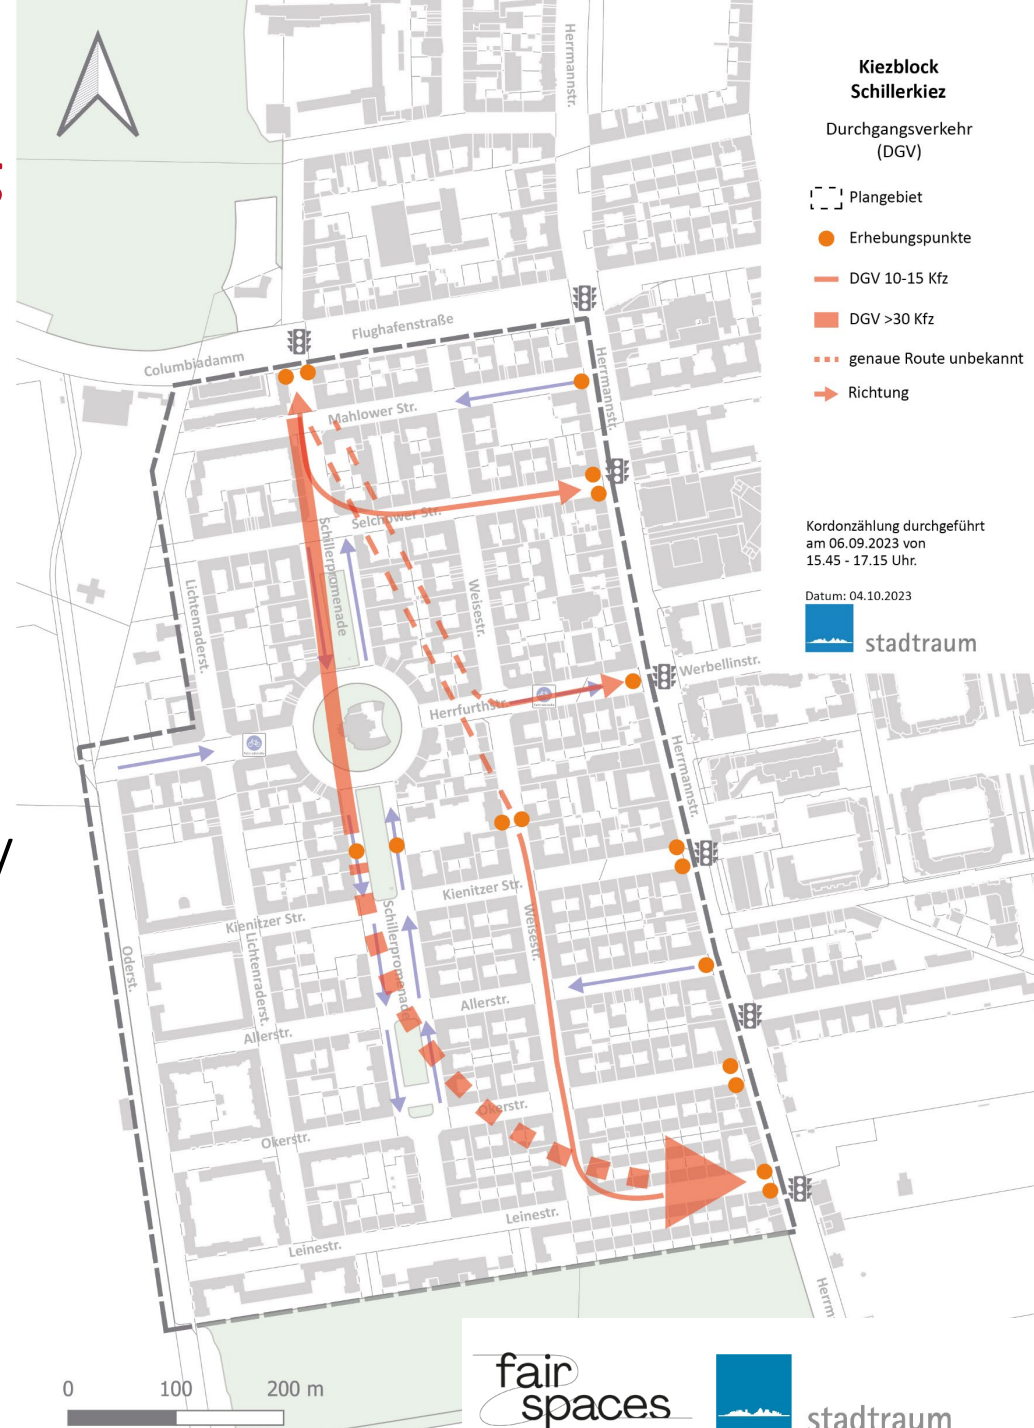 Herrmannstr.
Kiezblock
Schillerkiez
Durchgangsverkehr
(DGV)
Plangebiet
Erhebungspunkte
DGV 10-15 Kfz
DGV >30 Kfz
genaue Route unbekannt
Richtung
Flughafenstraße
Columbiadamm
Herrmannstr.
Mahlower Str.
Selchower Str.
Kordonzählung durchgeführt
am 06.09.2023 von
15.45 - 17.15 Uhr.
Datum: 04.10.2023
stadtraum
Schillerpromenade
Lichtenraderst.
Weisestr.
Werbellinstr.
Herrfurthstr.
Herrmannstr.
Kienitzer Str.
Kienitzer Str.
Schillerpromenade
Weisestr.
Oderst.
Lichtenraderst.
Allerstr.
Allerstr.
Okerstr.
Okerstr.
Leinestr.
Leinestr.
Herrm
0 100 200 m
fair
spaces
stadtraum